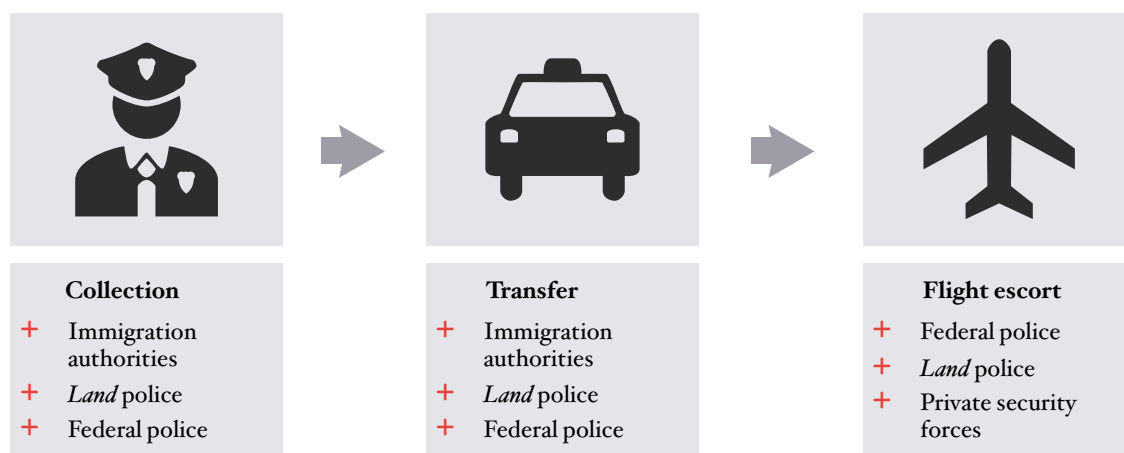 Collection
+ Immigration
authorities
+ Land police
+ Federal police
Transfer
+ Immigration
authorities
+ Land police
+ Federal police
Flight escort
+ Federal police
+ Land police
+ Private security
forces